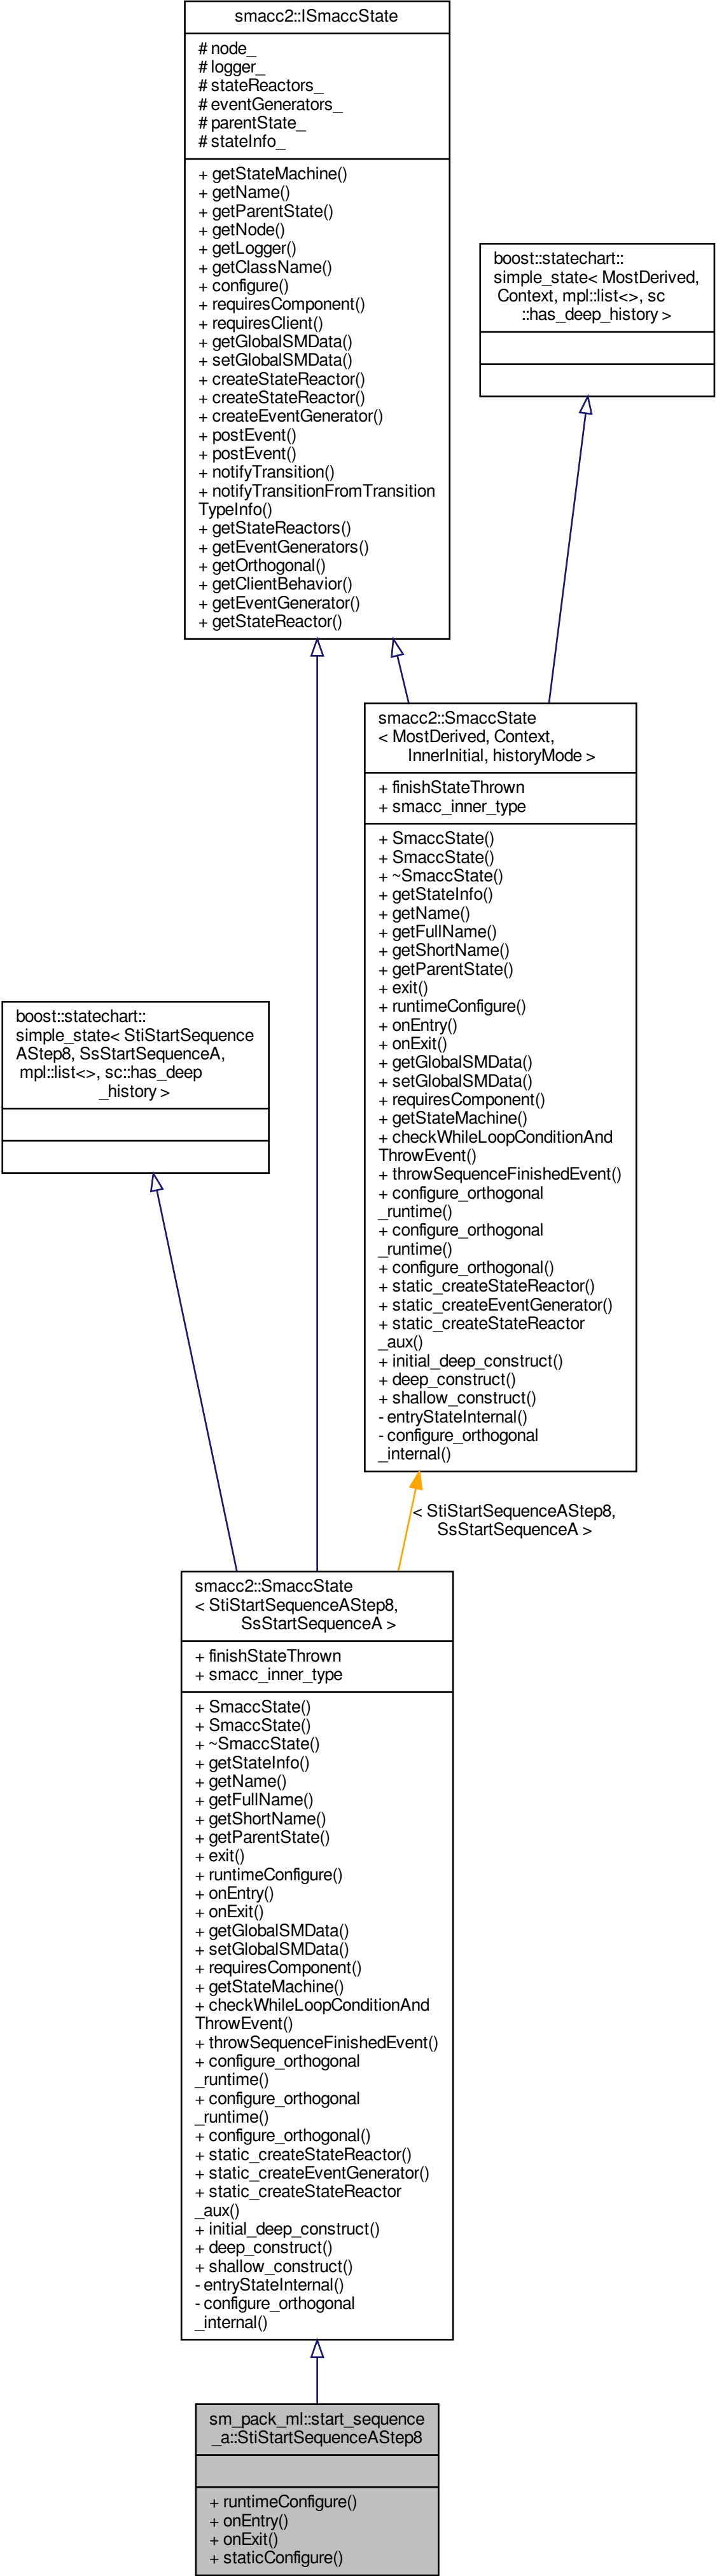 smacc2::ISmaccState
# node_
# logger_
# stateReactors_
# eventGenerators_
# parentState_
# stateInfo_
+ getStateMachine()
+ getName()
+ getParentState()
+ getNode()
+ getLogger()
+ getClassName()
+ configure()
+ requiresComponent()
+ requiresClient()
+ getGlobalSMData()
+ setGlobalSMData()
+ createStateReactor()
+ createStateReactor()
+ createEventGenerator()
+ postEvent()
+ postEvent()
+ notifyTransition()
+ notifyTransitionFromTransition
TypeInfo()
+ getStateReactors()
+ getEventGenerators()
+ getOrthogonal()
+ getClientBehavior()
+ getEventGenerator()
+ getStateReactor()
boost::statechart::
simple_state< MostDerived,
Context, mpl::list<>, sc
::has_deep_history >
smacc2::SmaccState
< MostDerived, Context,
InnerInitial, historyMode >
+ finishStateThrown
+ smacc_inner_type
+ SmaccState()
+ SmaccState()
+ ~SmaccState()
+ getStateInfo()
+ getName()
+ getFullName()
+ getShortName()
+ getParentState()
+ exit()
+ runtimeConfigure()
+ onEntry()
+ onExit()
+ getGlobalSMData()
+ setGlobalSMData()
+ requiresComponent()
+ getStateMachine()
+ checkWhileLoopConditionAnd
ThrowEvent()
+ throwSequenceFinishedEvent()
+ configure_orthogonal
_runtime()
+ configure_orthogonal
_runtime()
+ configure_orthogonal()
+ static_createStateReactor()
+ static_createEventGenerator()
+ static_createStateReactor
_aux()
+ initial_deep_construct()
+ deep_construct()
+ shallow_construct()
- entryStateInternal()
- configure_orthogonal
_internal()
boost::statechart::
simple_state< StiStartSequence
AStep8, SsStartSequenceA,
mpl::list<>, sc::has_deep
_history >
< StiStartSequenceAStep8,
SsStartSequenceA >
smacc2::SmaccState
< StiStartSequenceAStep8,
SsStartSequenceA >
+ finishStateThrown
+ smacc_inner_type
+ SmaccState()
+ SmaccState()
+ ~SmaccState()
+ getStateInfo()
+ getName()
+ getFullName()
+ getShortName()
+ getParentState()
+ exit()
+ runtimeConfigure()
+ onEntry()
+ onExit()
+ getGlobalSMData()
+ setGlobalSMData()
+ requiresComponent()
+ getStateMachine()
+ checkWhileLoopConditionAnd
ThrowEvent()
+ throwSequenceFinishedEvent()
+ configure_orthogonal
_runtime()
+ configure_orthogonal
_runtime()
+ configure_orthogonal()
+ static_createStateReactor()
+ static_createEventGenerator()
+ static_createStateReactor
_aux()
+ initial_deep_construct()
+ deep_construct()
+ shallow_construct()
- entryStateInternal()
- configure_orthogonal
_internal()
sm_pack_ml::start_sequence
_a::StiStartSequenceAStep8
+ runtimeConfigure()
+ onEntry()
+ onExit()
+ staticConfigure()